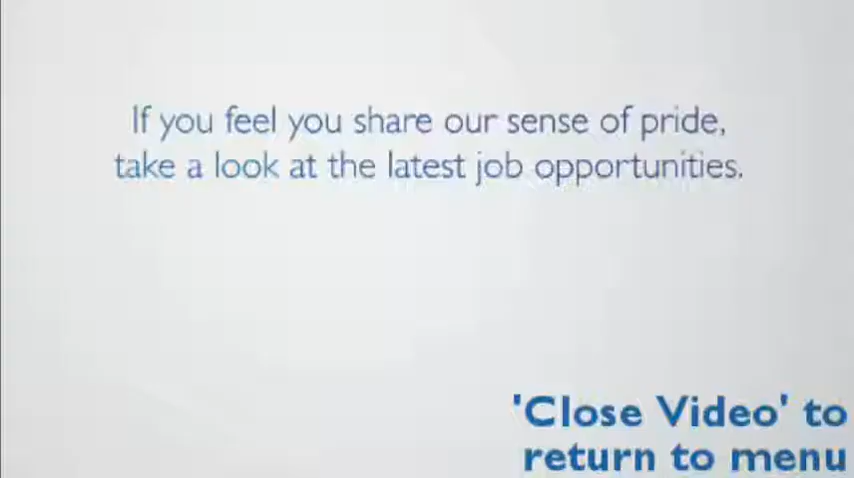 If you feel you share our sense of pride,
take a look at the latest job opportunities.
'Close Video' to
return to menu